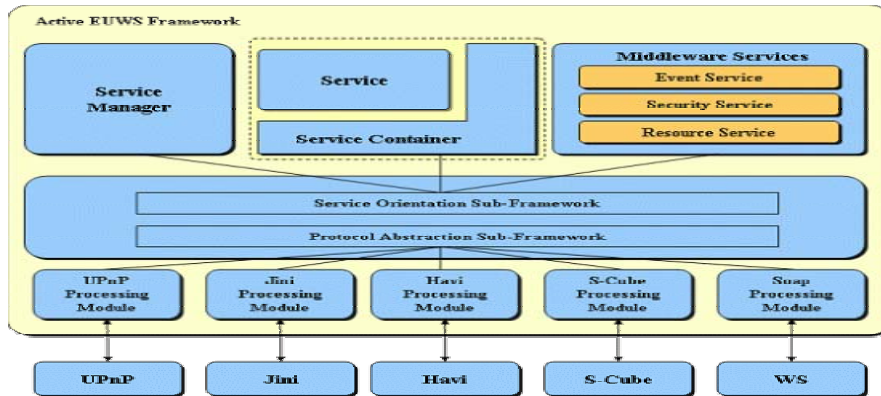 Active EUWS Framework
Service
Manager
Service
Service Container
Middleware Services
Event Service
Security Service
Resource Service
Service Orientation Sub-Framework
Protocol Abstraction Sub-Framework
UPnP
Processing
Module
Jini
Processing
Module
Havi
Processing
Module
S-Cube
Processing
Module
Soap
Processing
Module
UPnP
Jini
Havi
S-Cube
WS